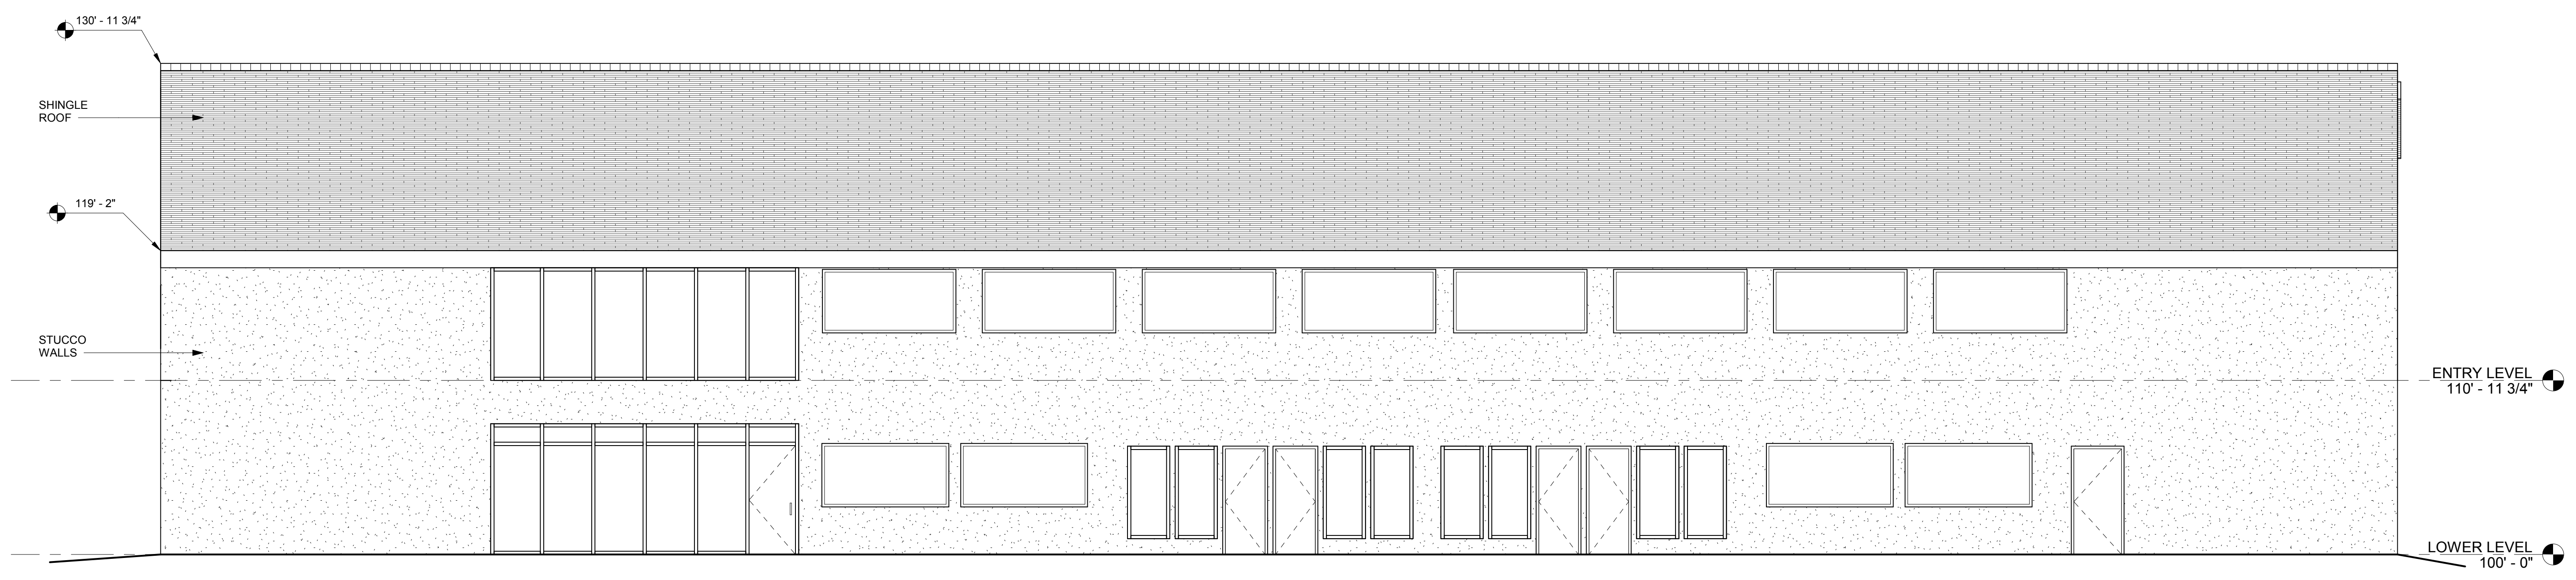 130' - 11 3/4"
SHINGLE
ROOF
119' - 2"
STUCCO
WALLS
ENTRY LEVEL
110' - 11 3/4"
LOWER LEVEL
100' - 0"